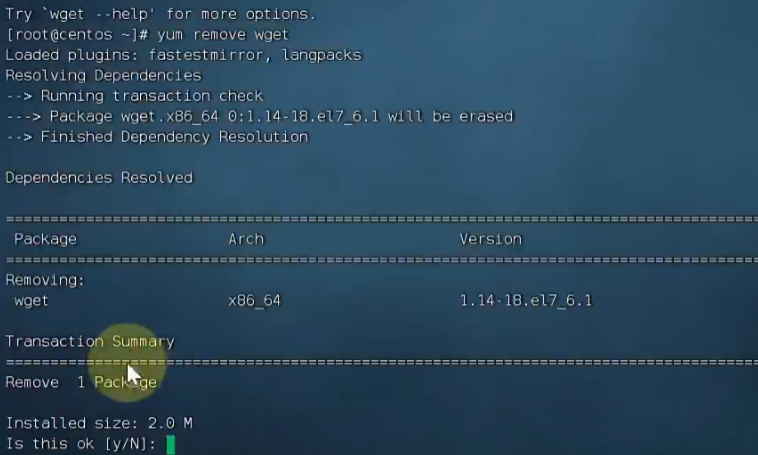 Try `wget --help' for more options.
[root@centos ~]# yum remove wget
Loaded plugins: fastestmirror, langpacks
Resolving Dependencies
--> Running transaction check
---> Package wget.x86_64 0:1.14-18.el7_6.1 will be erased
--> Finished Dependency Resolution
Dependencies Resolved
================================================================================
Package Arch Version
================================================================================
Removing:
wget x86_64 1.14-18.el7_6.1
Transaction Summary
================================================================================
Remove 1 Package
Installed size: 2.0 M
Is this ok [y/N]: